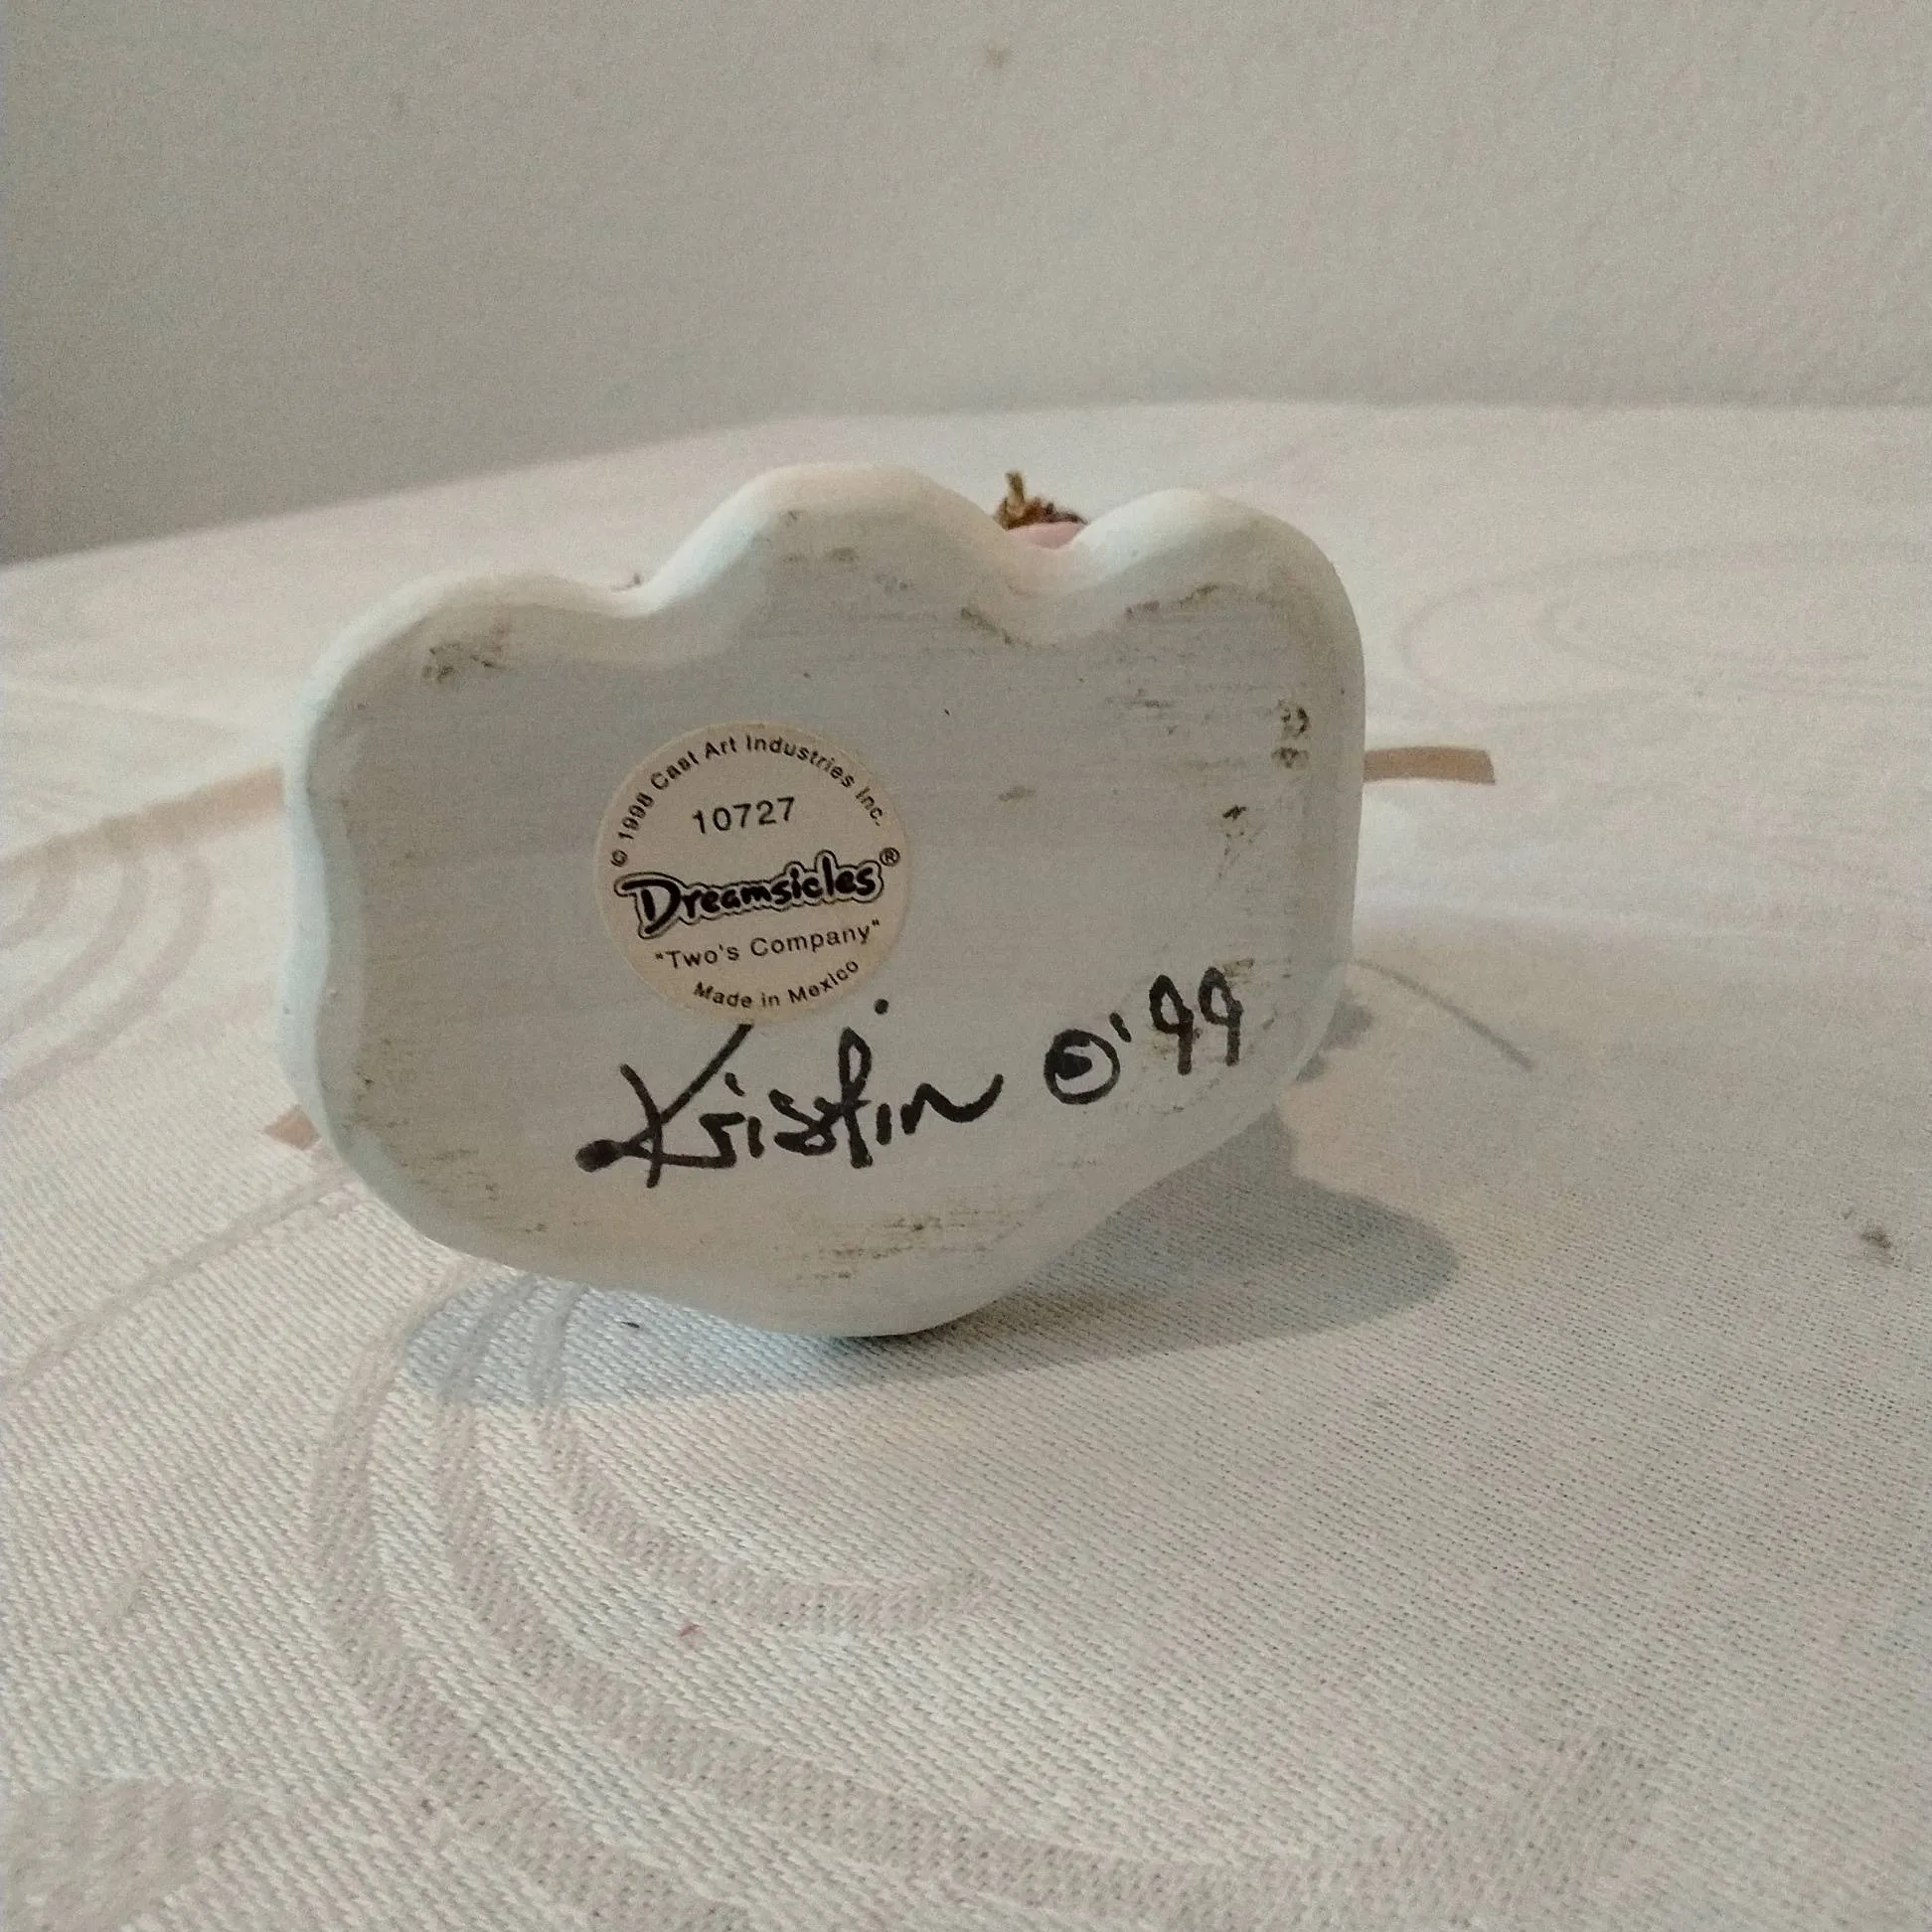 © 1998 Cast Art Industries Inc.
10727
Dreamsicles®
"Two's Company"
Made in Mexico
Kristin © '99